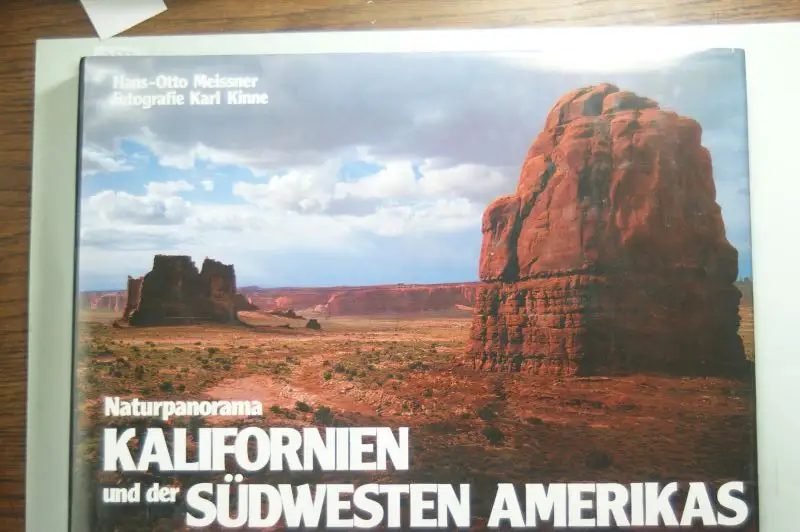 Hans-Otto Meissner
Fotografie Karl Kinne
Naturpanorama
KALIFORNIEN
und der SÜDWESTEN AMERIKAS